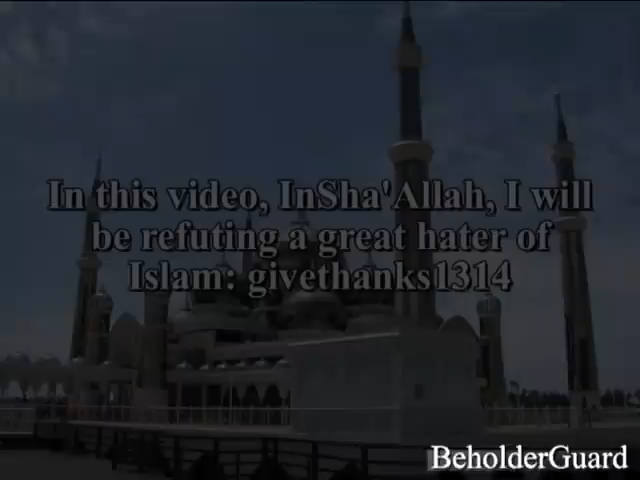 In this video, InSha'Allah, I will
be refuting a great hater of
Islam: givethanks1314
BeholderGuard